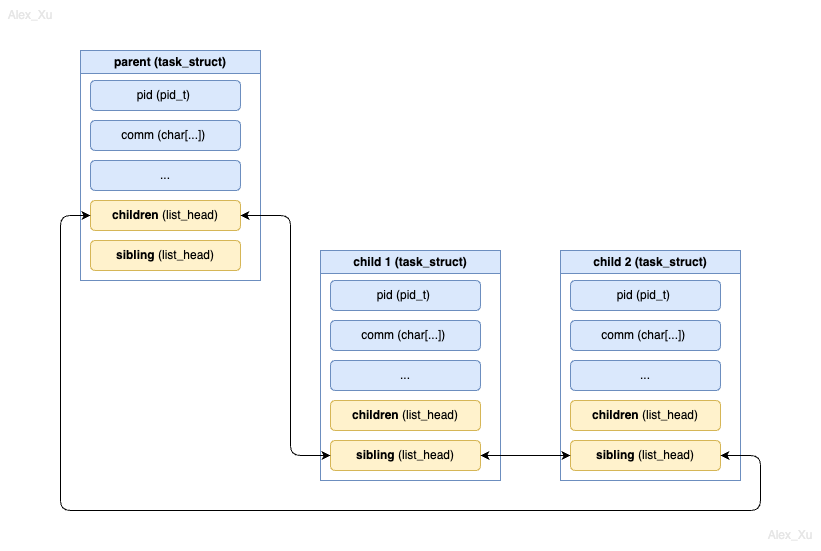 Alex_Xu
parent (task_struct)
pid (pid_t)
comm (char[...])
...
children (list_head)
sibling (list_head)
child 1 (task_struct)
pid (pid_t)
comm (char[...])
...
children (list_head)
sibling (list_head)
child 2 (task_struct)
pid (pid_t)
comm (char[...])
...
children (list_head)
sibling (list_head)
Alex_Xu